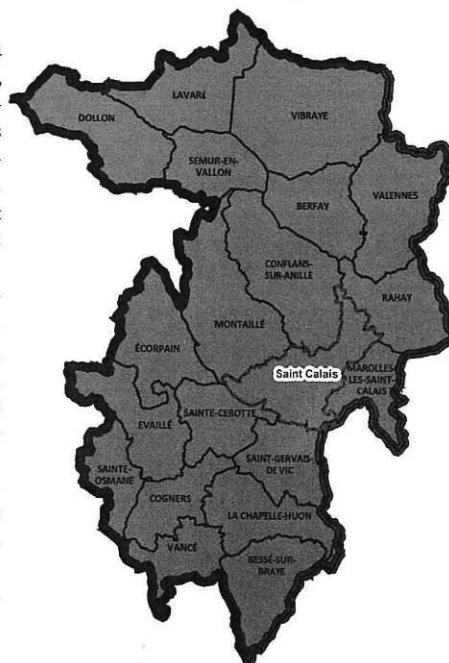 LAVARÉ
DOLLON
VIBRAYE
SEMUR-EN-
VALLON
BERFAY
VALENNES
CONFLANS-
SUR-ANILLE
RAHAY
MONTAILLÉ
ÉCORPAIN
Saint Calais
MAROLLES-
LES-SAINT-
CALAIS
SAINTE-CEROTTE
EVAILLÉ
SAINT-GERVAIS-
DE VIC
SAINTE-
OSMANE
COGNERS
LA CHAPELLE-HUON
VANCÉ
BESSÉ-SUR-
BRAYE